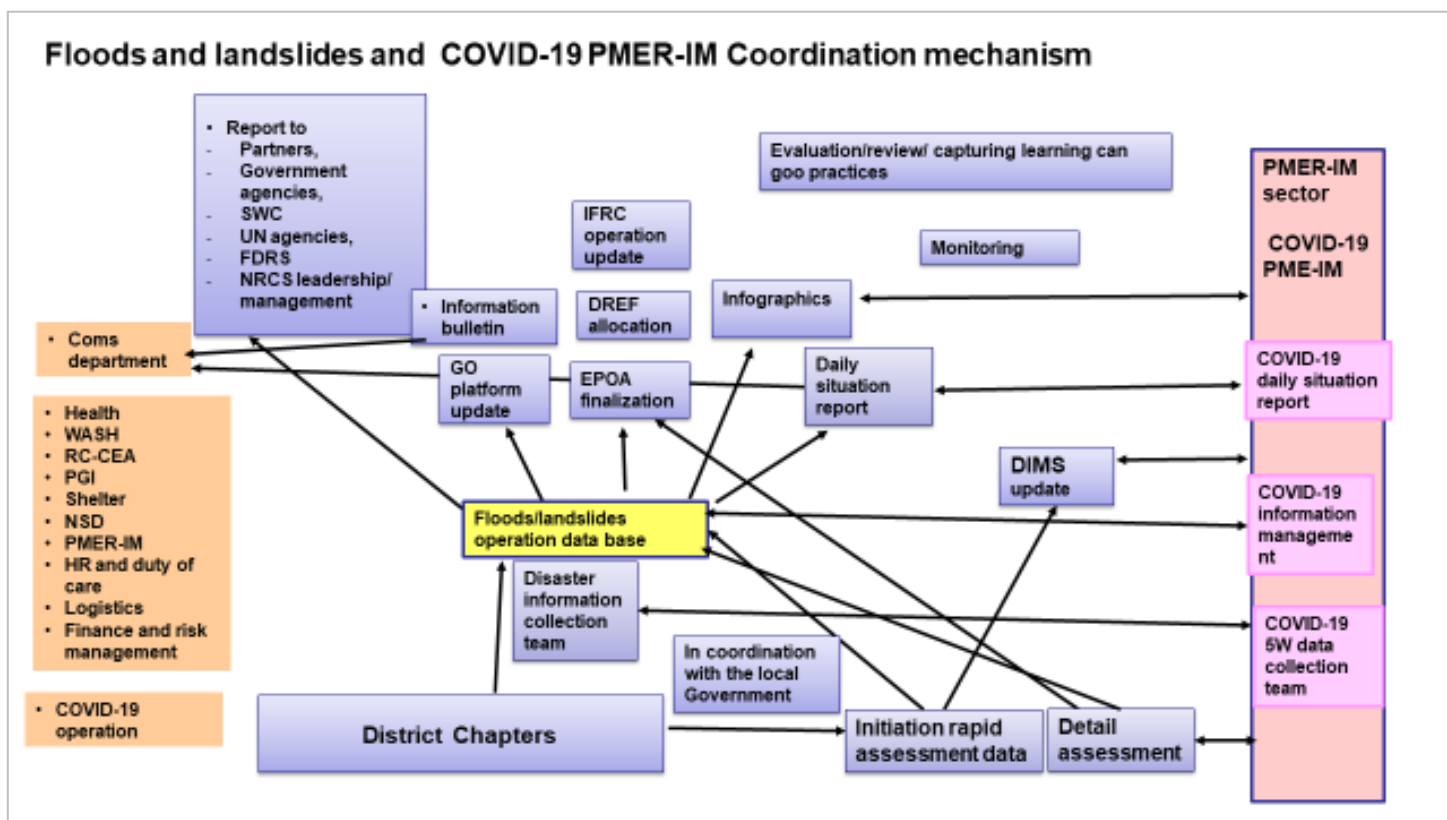 Floods and landslides and COVID-19 PMER-IM Coordination mechanism
• Report to
- Partners,
- Government
agencies,
- SWC
- UN agencies,
- FDRS
- NRCS leadership/
management
Evaluation/review/ capturing learning can
goo practices
IFRC
operation
update
Monitoring
PMER-IM
sector
COVID-19
PME-IM
• Information
bulletin
DREF
allocation
Infographics
• Coms
department
GO
platform
update
EPOA
finalization
Daily
situation
report
COVID-19
daily situation
report
• Health
• WASH
• RC-CEA
• PGI
• Shelter
• NSD
• PMER-IM
• HR and duty of
care
• Logistics
• Finance and risk
management
DIMS
update
Floods/landslides
operation data base
COVID-19
information
manageme
nt
Disaster
information
collection
team
COVID-19
5W data
collection
team
In coordination
with the local
Government
• COVID-19
operation
District Chapters
Initiation rapid
assessment data
Detail
assessment